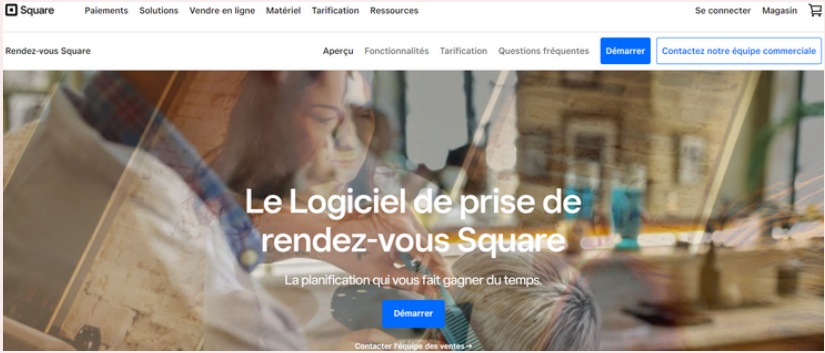 Square Paiements Solutions Vendre en ligne Matériel Tarification Ressources Se connecter Magasin
Rendez-vous Square Aperçu Fonctionnalités Tarification Questions fréquentes Démarrer Contactez notre équipe commerciale
Le Logiciel de prise de
rendez-vous Square
La planification qui vous fait gagner du temps.
Démarrer
Contacter l'équipe des ventes →